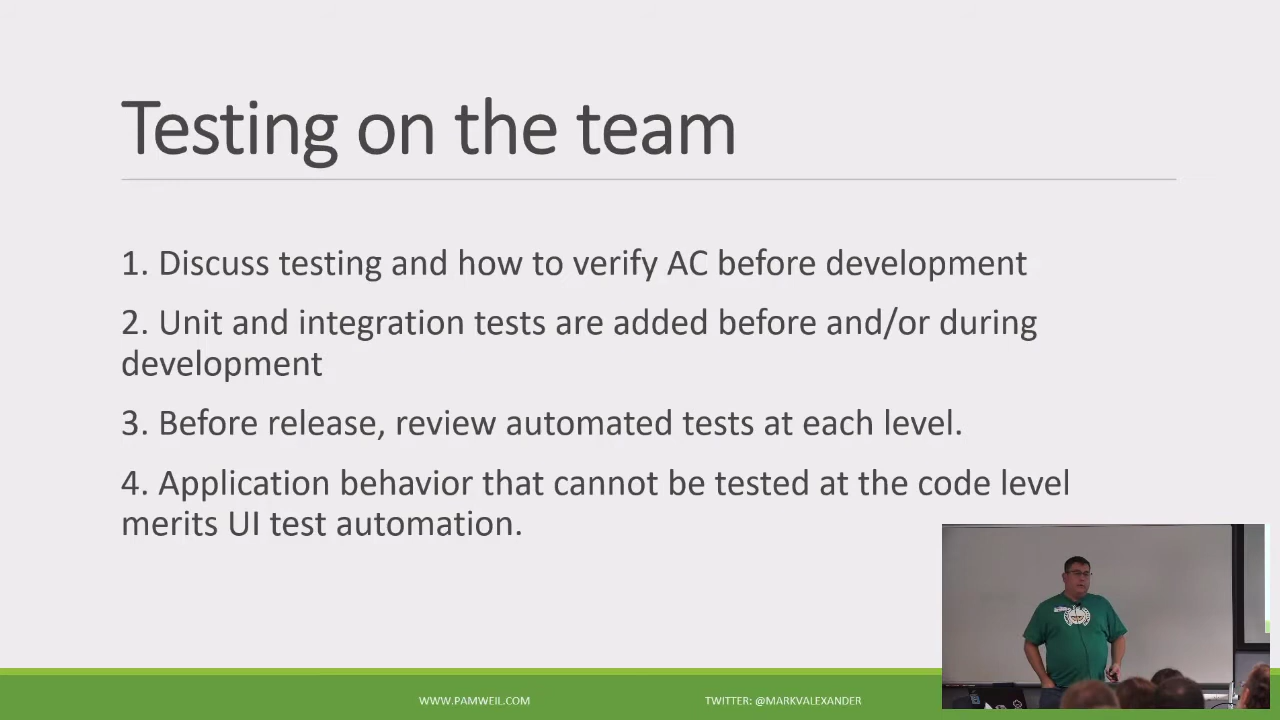 Testing on the team
1. Discuss testing and how to verify AC before development
2. Unit and integration tests are added before and/or during
development
3. Before release, review automated tests at each level.
4. Application behavior that cannot be tested at the code level
merits UI test automation.
WWW.PAMWEIL.COM
TWITTER: @MARKVALEXANDER